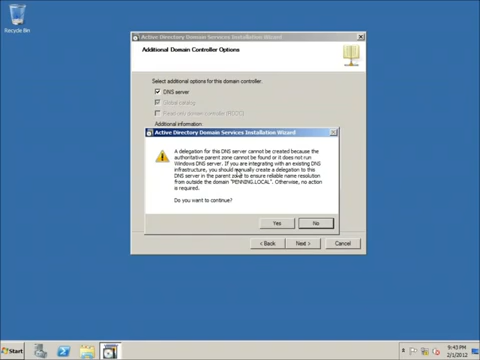 Recycle Bin
Active Directory Domain Services Installation Wizard
Additional Domain Controller Options
Select additional options for this domain controller.
DNS server
Global catalog
Read-only domain controller (RODC)
Additional information:
Active Directory Domain Services Installation Wizard
A delegation for this DNS server cannot be created because the
authoritative parent zone cannot be found or it does not run
Windows DNS server. If you are integrating with an existing DNS
infrastructure, you should manually create a delegation to this
DNS server in the parent zone to ensure reliable name resolution
from outside the domain "PENNING.LOCAL". Otherwise, no action
is required.
Do you want to continue?
Yes
No
< Back
Next >
Cancel
Start
9:43 PM
2/1/2012